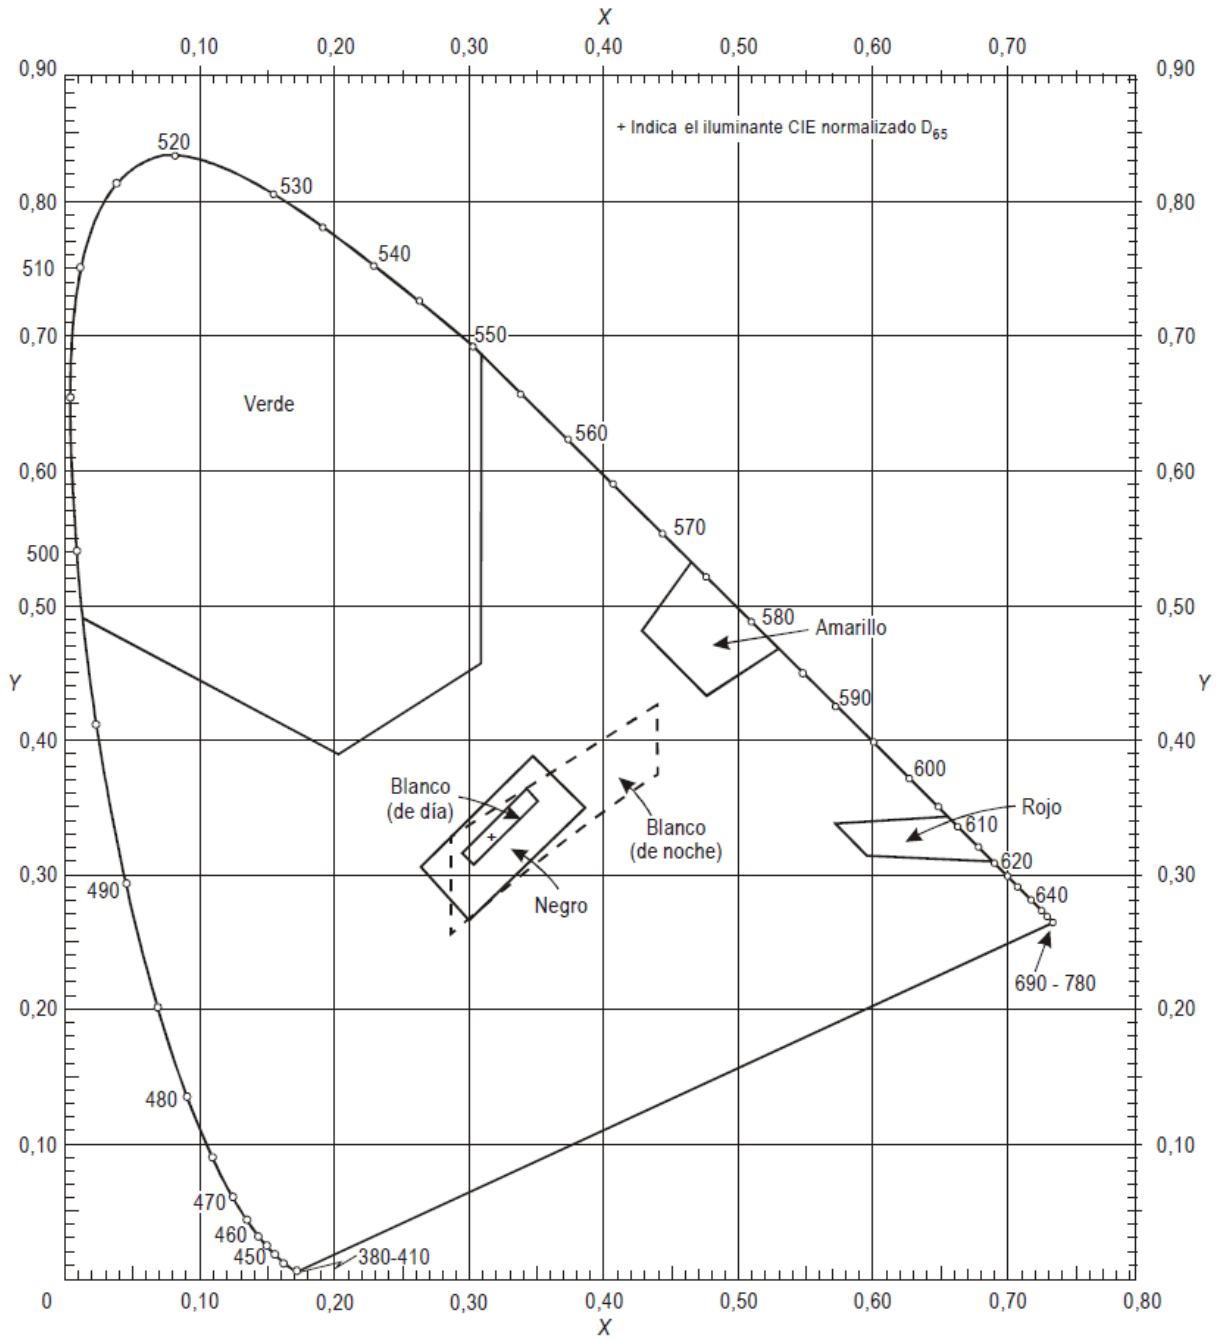 X
0,10 0,20 0,30 0,40 0,50 0,60 0,70
0,90 0,90
+ Indica el iluminante CIE normalizado D65
520
530
0,80 0,80
540
510
550
0,70 0,70
Verde
560
0,60 0,60
570
500
0,50 0,50
580
Amarillo
Y Y
590
0,40 0,40
600
Blanco
(de día)
Rojo
610
Blanco
(de noche)
620
0,30 0,30
490
640
Negro
690 - 780
0,20 0,20
480
0,10 0,10
470
460
450
380-410
0 0,10 0,20 0,30 0,40 0,50 0,60 0,70 0,80
X